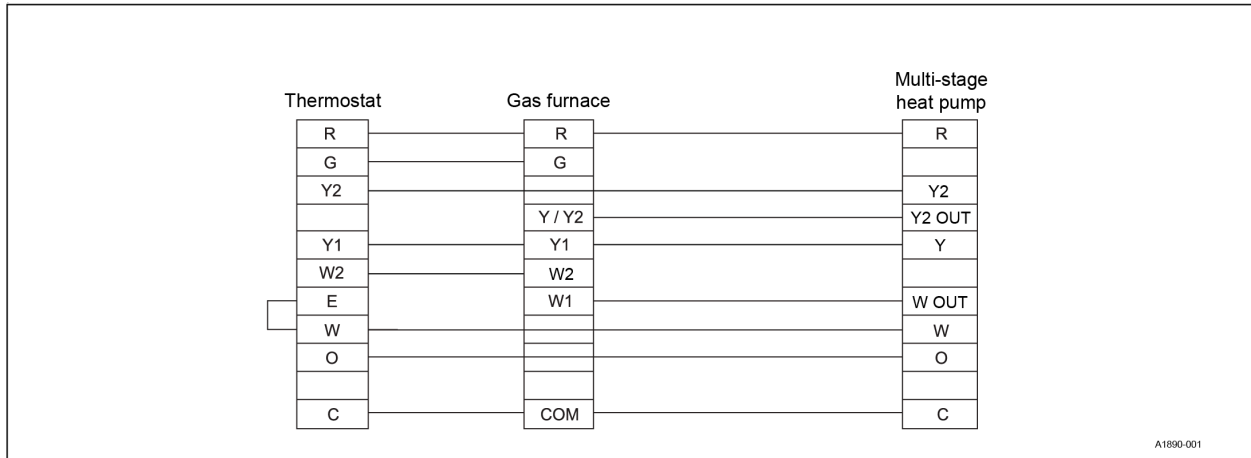 Multi-stage
heat pump
Thermostat Gas furnace
R R R
G G
Y2 Y2
Y / Y2 Y2 OUT
Y1 Y1 Y
W2 W2
E W1 W OUT
W W
O O
C COM C
A1890-001